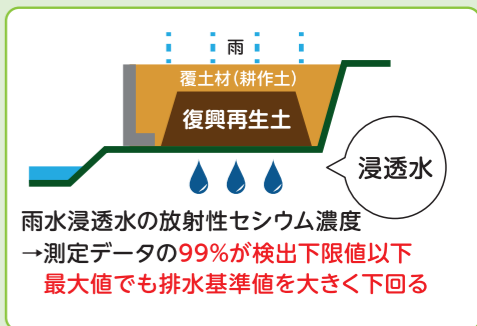 雨
覆土材(耕作土)
復興再生土
浸透水
雨水浸透水の放射性セシウム濃度
→測定データの99%が検出下限値以下
最大値でも排水基準値を大きく下回る